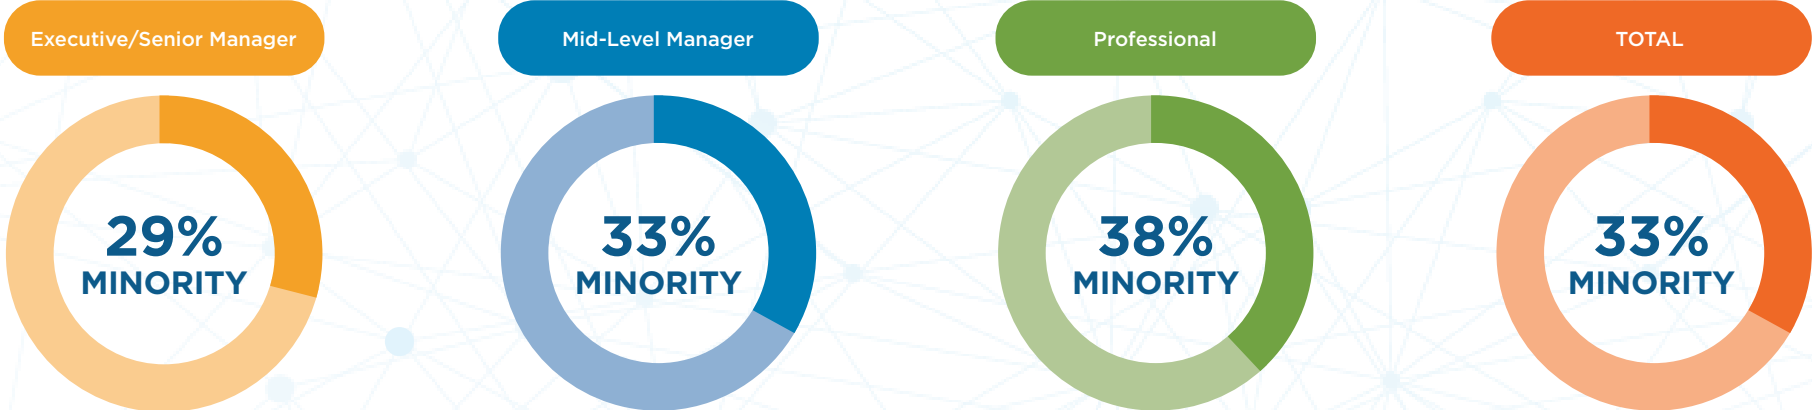 Executive/Senior Manager
29%
MINORITY
Mid-Level Manager
33%
MINORITY
Professional
38%
MINORITY
TOTAL
33%
MINORITY